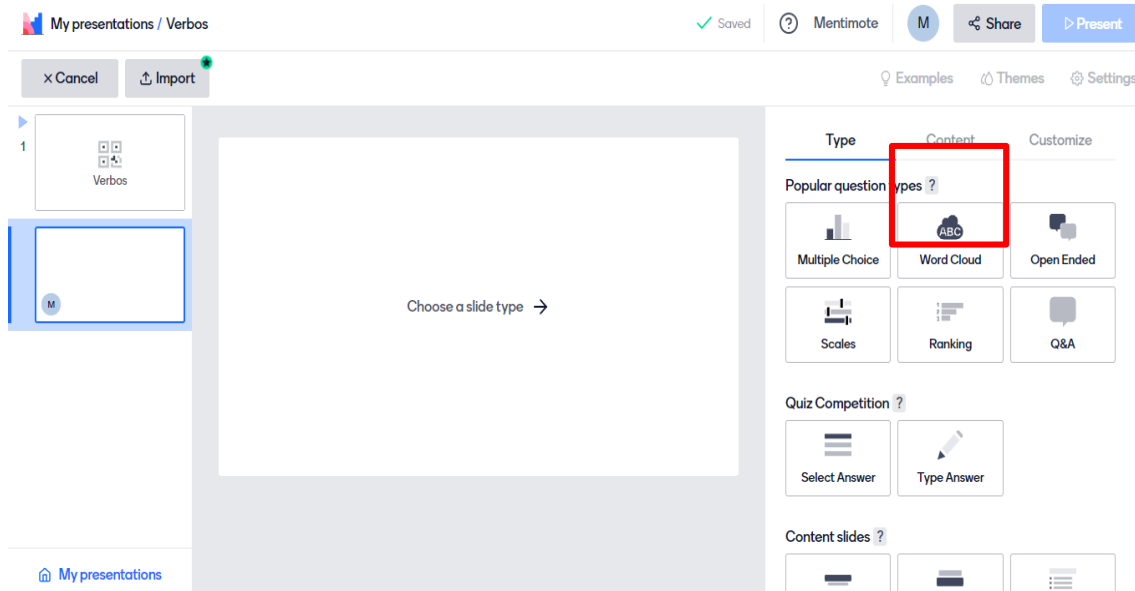 My presentations / Verbos
Saved
?
Mentimote
M
Share
Present
× Cancel
Import
Examples
Themes
Settings
1
Verbos
M
My presentations
Choose a slide type →
Type
Content
Customize
Popular question types ?
Multiple Choice
ABC
Word Cloud
Open Ended
Scales
Ranking
Q&A
Quiz Competition ?
Select Answer
Type Answer
Content slides ?